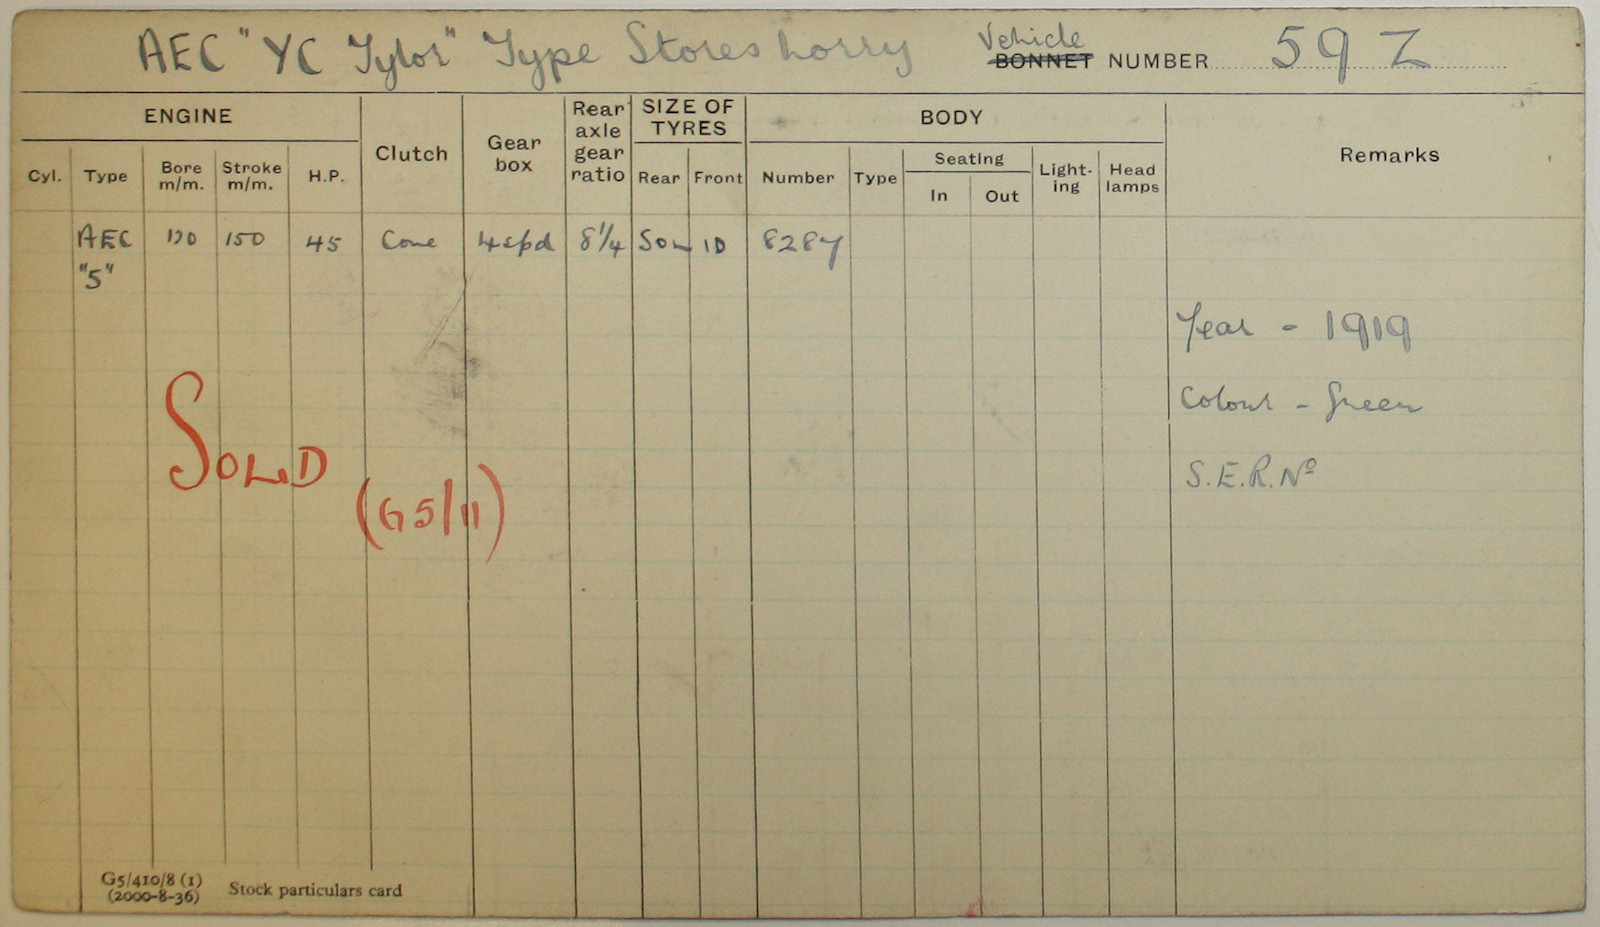 AEC "YC Tylor" Type Stores Lorry Vehicle BONNET NUMBER 59 Z
ENGINE Clutch Gear box Rear axle gear ratio SIZE OF TYRES BODY Remarks
Cyl. Type Bore m/m. Stroke m/m. H.P. Rear Front Number Type Seating In Out Light-ing Head lamps
AEC "5" 120 150 45 Cone 4 spd 8¼ SOLID 8287
Year - 1919
Colour - Green
S.E.R. Nº
SOLD (G5/11)
G5/410/8 (1)
(2000-8-36) Stock particulars card